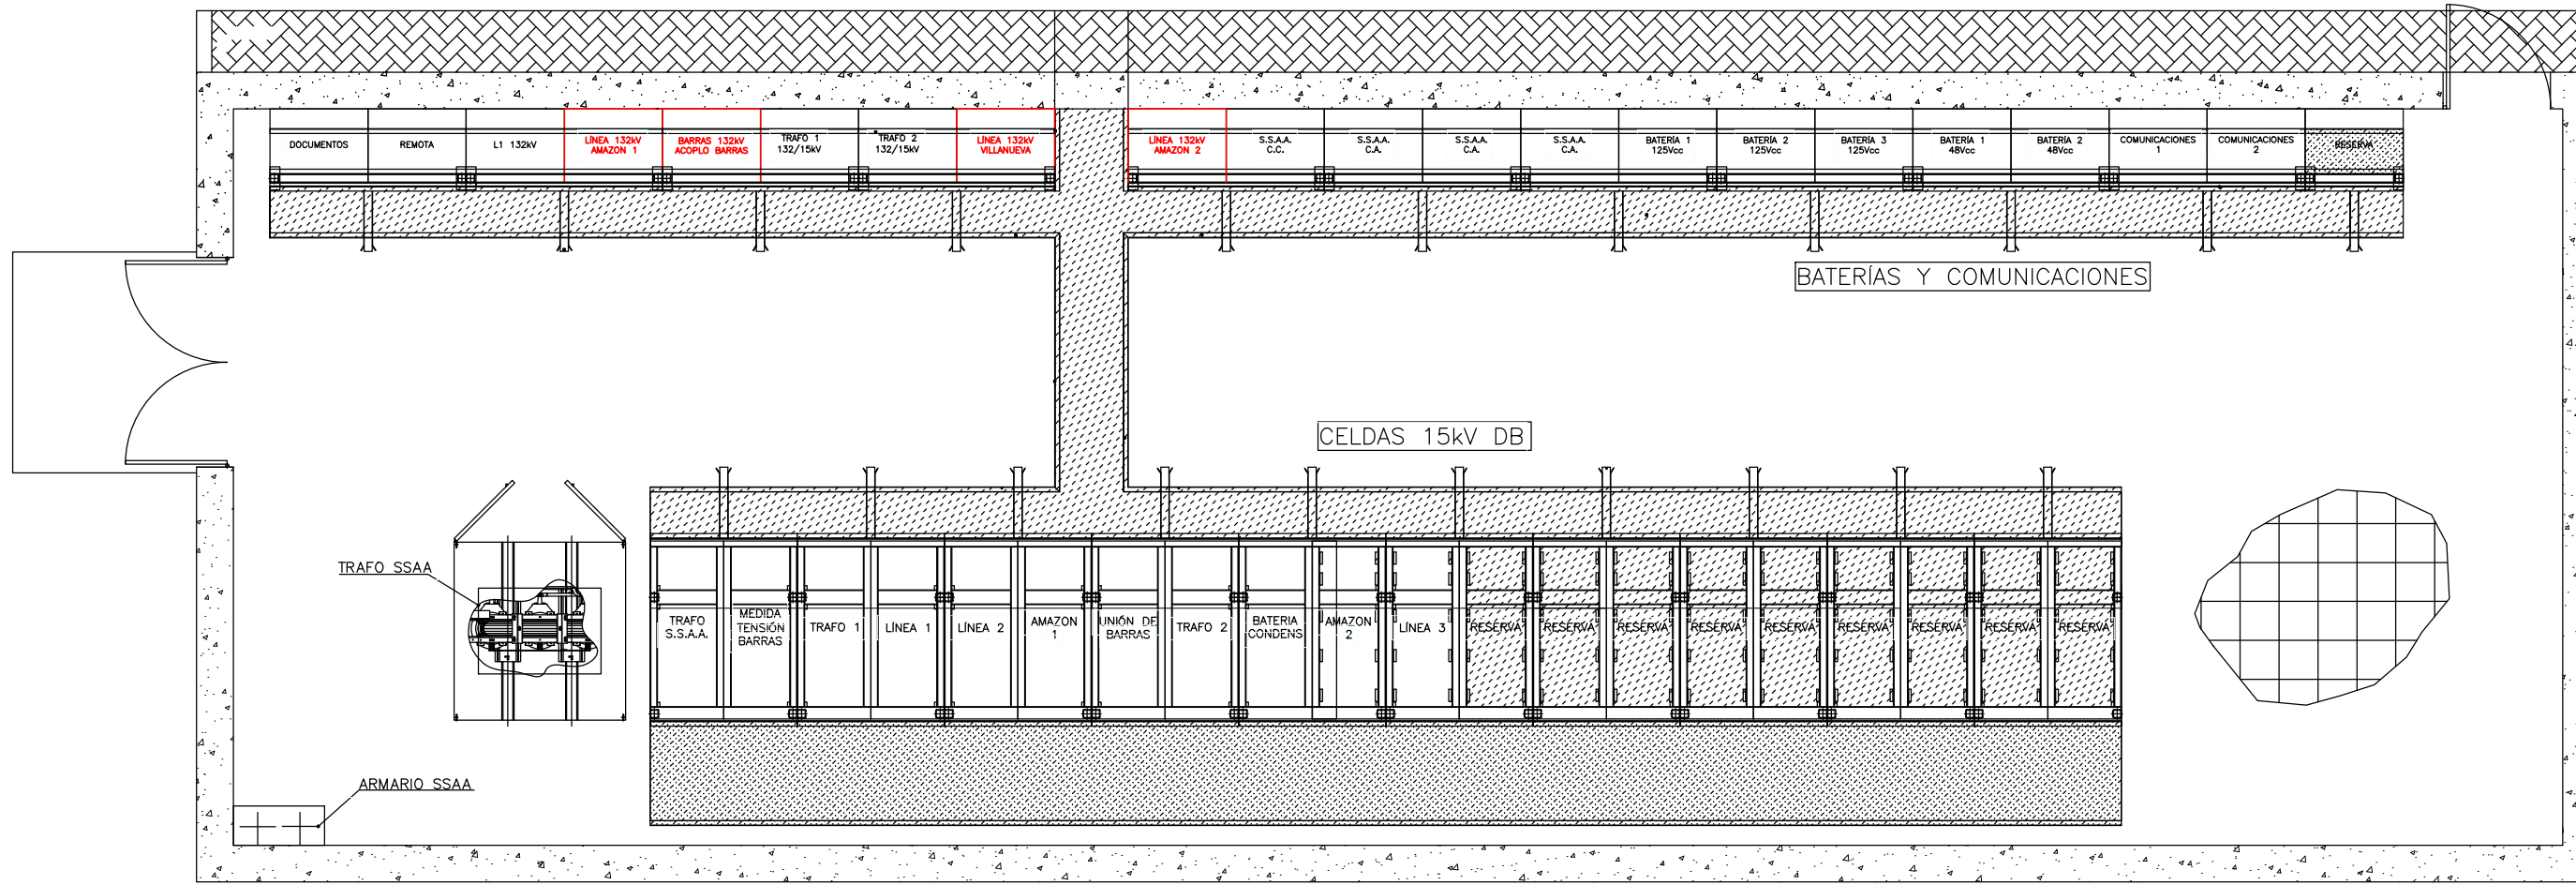 DOCUMENTOS
REMOTA
L1 132kV
LÍNEA 132kV
AMAZON 1
BARRAS 132kV
ACOPLO BARRAS
TRAFO 1
132/15kV
TRAFO 2
132/15kV
LÍNEA 132kV
VILLANUEVA
LÍNEA 132kV
AMAZON 2
S.S.A.A.
C.C.
S.S.A.A.
C.A.
S.S.A.A.
C.A.
S.S.A.A.
C.A.
BATERÍA 1
125Vcc
BATERÍA 2
125Vcc
BATERÍA 3
125Vcc
BATERÍA 1
48Vcc
BATERÍA 2
48Vcc
COMUNICACIONES
1
COMUNICACIONES
2
RESERVA
BATERÍAS Y COMUNICACIONES
CELDAS 15kV DB
TRAFO SSAA
TRAFO
S.S.A.A.
MEDIDA
TENSIÓN
BARRAS
TRAFO 1
LÍNEA 1
LÍNEA 2
AMAZON
1
UNIÓN DE
BARRAS
TRAFO 2
BATERIA
CONDENS
AMAZON
2
LÍNEA 3
RESERVA
RESERVA
RESERVA
RESERVA
RESERVA
RESERVA
RESERVA
RESERVA
RESERVA
ARMARIO SSAA